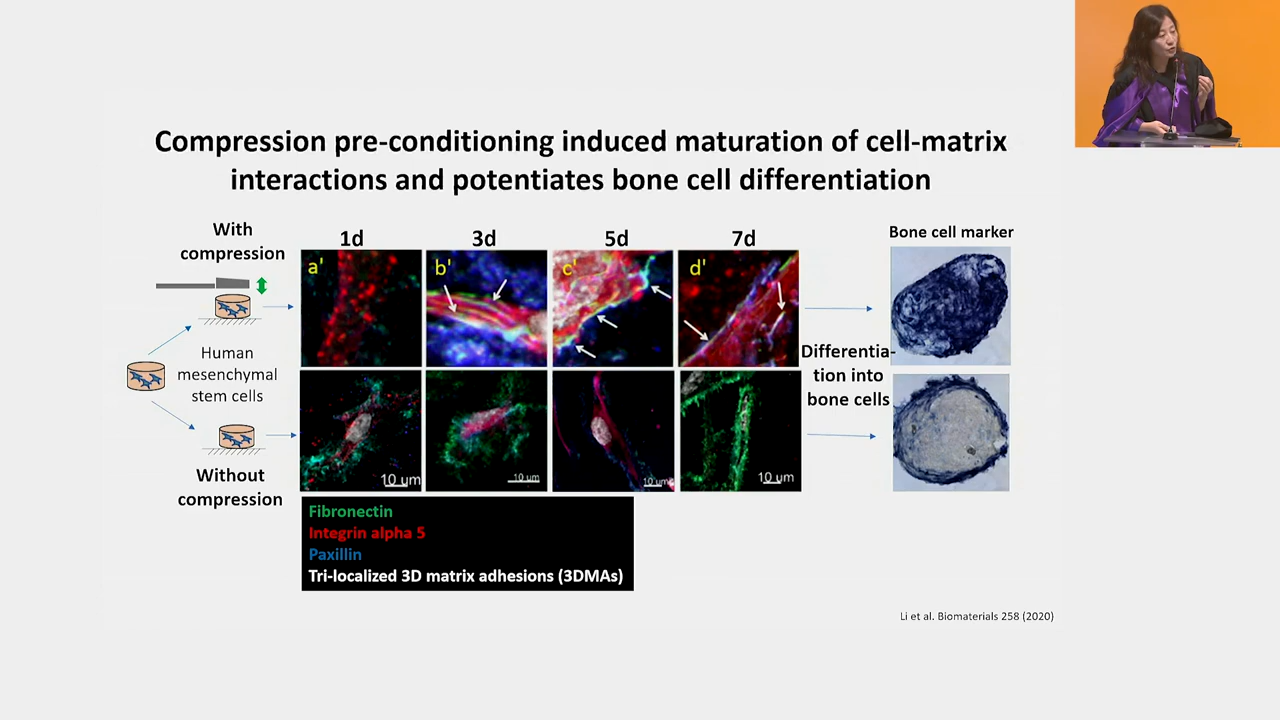 Compression pre-conditioning induced maturation of cell-matrix
interactions and potentiates bone cell differentiation
With
compression
1d
3d
5d
7d
Bone cell marker
a'
b'
c'
d'
Human
mesenchymal
stem cells
Differentia-
tion into
bone cells
Without
compression
10 um
10 um
10 um
10 um
Fibronectin
Integrin alpha 5
Paxillin
Tri-localized 3D matrix adhesions (3DMAs)
Li et al. Biomaterials 258 (2020)